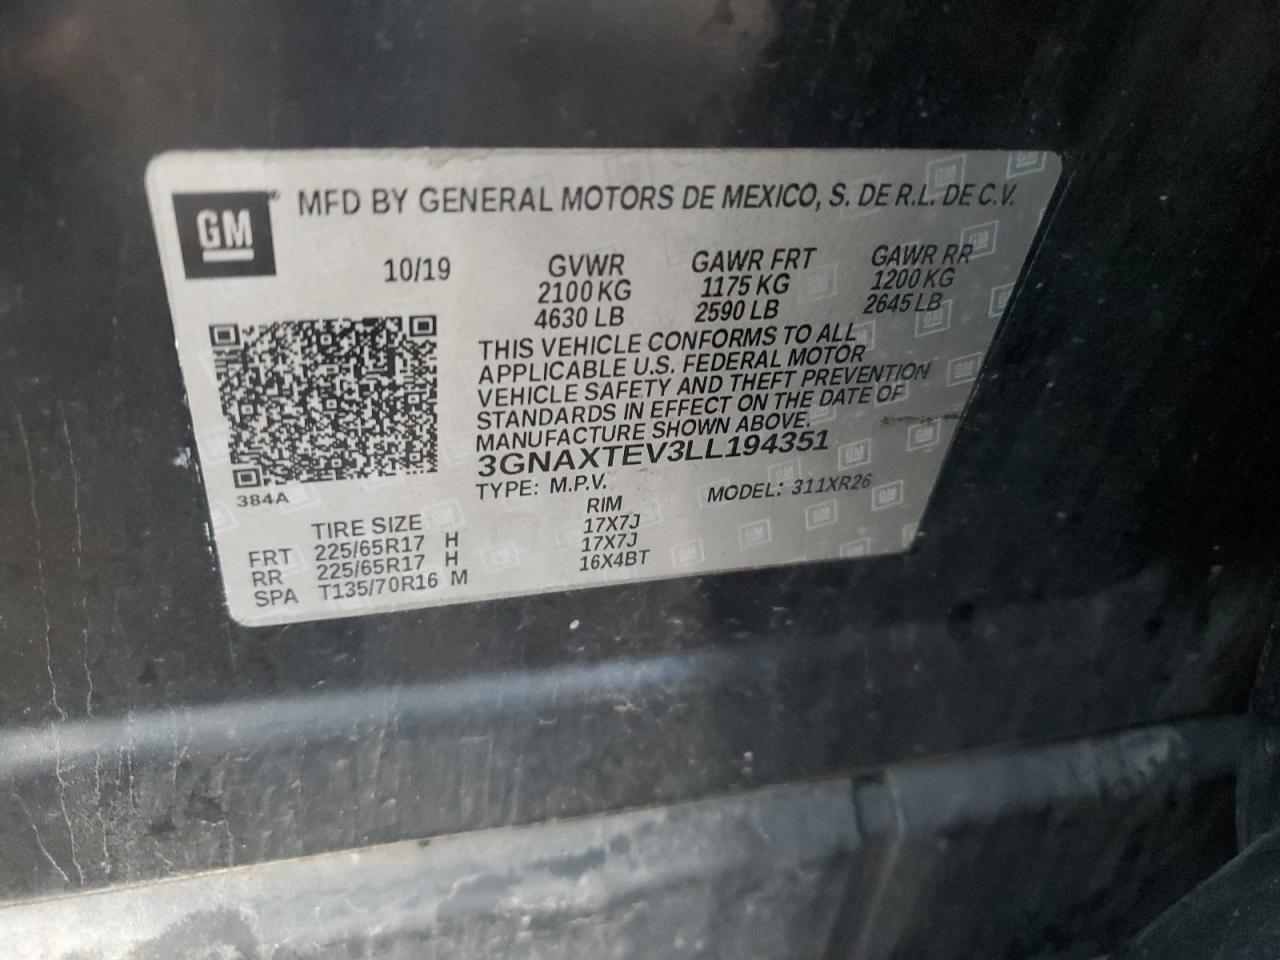 GM® MFD BY GENERAL MOTORS DE MEXICO, S. DE R.L. DE C.V.
10/19 GVWR GAWR FRT GAWR RR
2100 KG 1175 KG 1200 KG
4630 LB 2590 LB 2645 LB
THIS VEHICLE CONFORMS TO ALL
APPLICABLE U.S. FEDERAL MOTOR
VEHICLE SAFETY AND THEFT PREVENTION
STANDARDS IN EFFECT ON THE DATE OF
MANUFACTURE SHOWN ABOVE.
3GNAXTEV3LL194351
384A
TYPE: M.P.V. MODEL: 311XR26
TIRE SIZE RIM
FRT 225/65R17 H 17X7J
RR 225/65R17 H 17X7J
SPA T135/70R16 M 16X4BT